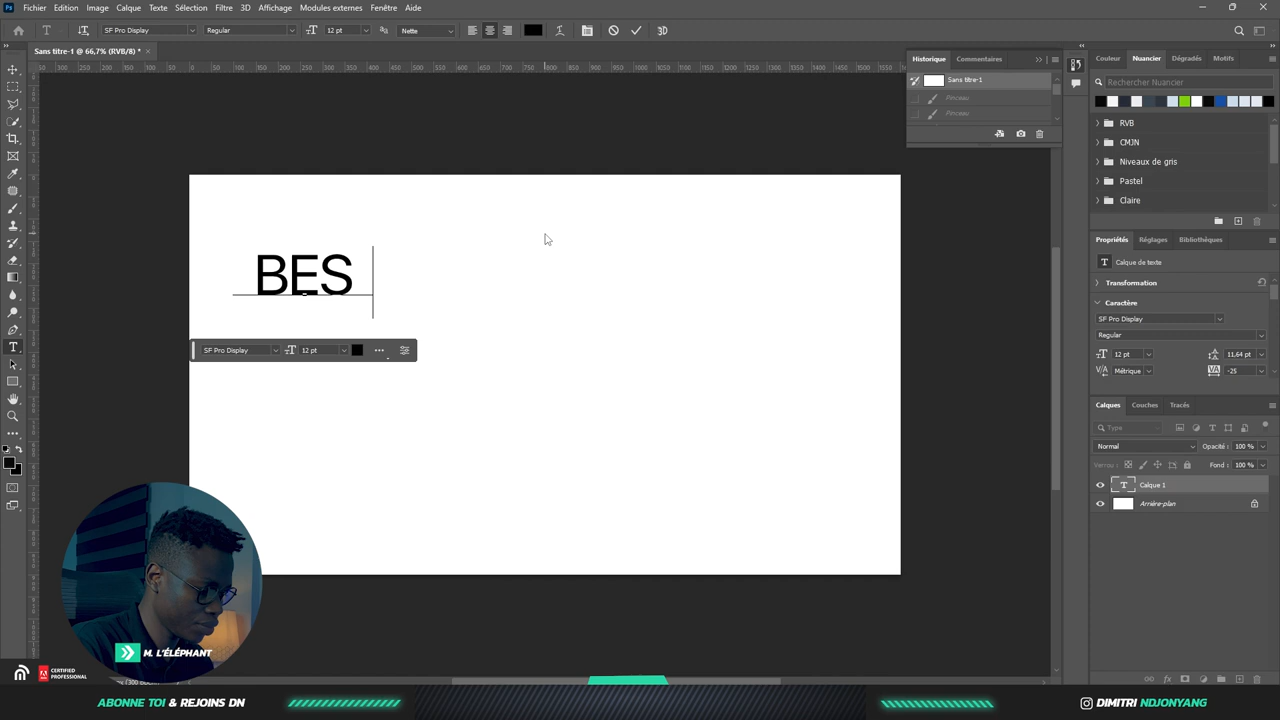 Fichier Edition Image Calque Texte Sélection Filtre 3D Affichage Modules externes Fenêtre Aide
SF Pro Display Regular 12 pt Nette
Sans titre-1 @ 66,7% (RVB/8) *
Historique Commentaires
Sans titre-1
Pinceau
Pinceau
Couleur Nuancier Dégradés Motifs
Rechercher Nuancier
RVB
CMJN
Niveaux de gris
Pastel
Claire
BES
SF Pro Display 12 pt
Propriétés Réglages Bibliothèques
Calque de texte
Transformation
Caractère
SF Pro Display
Regular
12 pt 11,64 pt
Métrique -25
Calques Couches Tracés
Type
Normal Opacité : 100 %
Verrou : Fond : 100 %
Calque 1
Arrière-plan
M. L'ÉLÉPHANT
CERTIFIED
PROFESSIONAL
ABONNE TOI & REJOINS DN
DIMITRI NDJONYANG